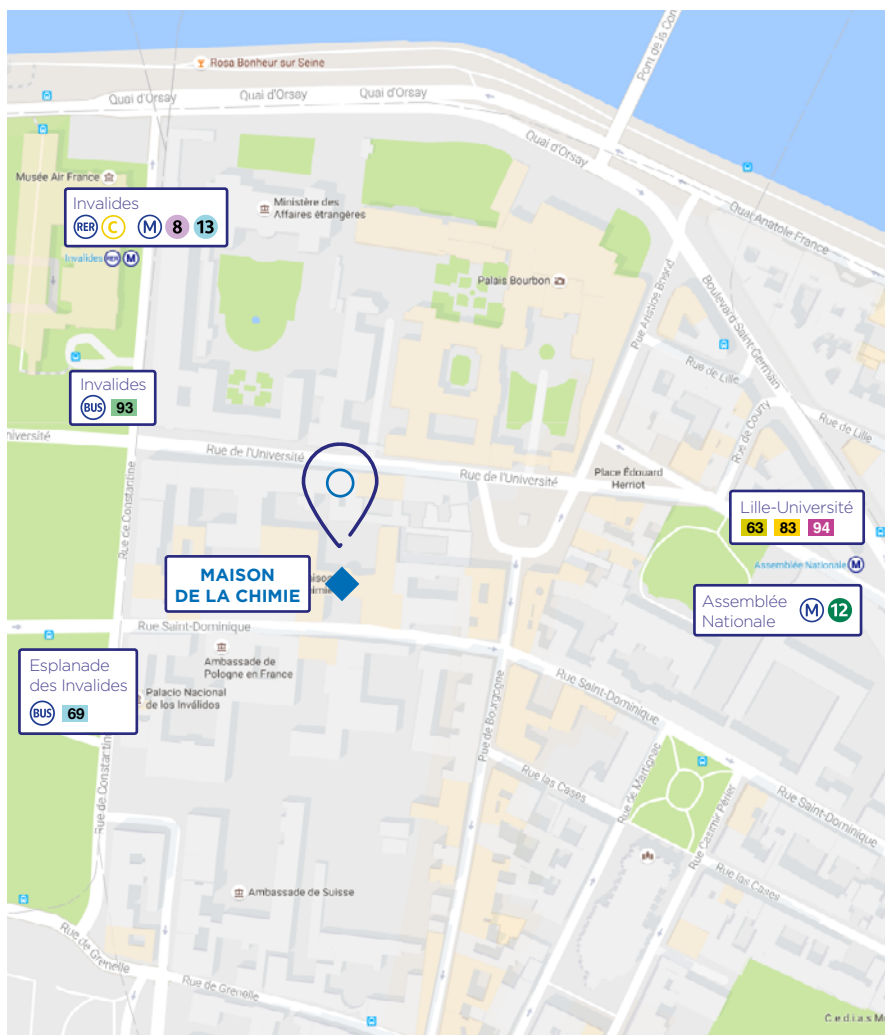 Rosa Bonheur sur Seine
Quai d'Orsay
Quai d'Orsay
Quai d'Orsay
Quai d'Orsay
Pont de la Con
Musée Air France
Invalides
RER C M 8 13
Invalides RER M
Ministère des
Affaires étrangères
Quai Anatole France
Palais Bourbon
Rue Aristide Briand
Boulevard Saint-Germain
Rue de Lille
Rue de Lille
Rue de Courty
Invalides
BUS 93
niversité
Rue de l'Université
Rue de l'Université
Place Édouard
Herriot
Rue de Constantine
Lille-Université
63 83 94
Assemblée Nationale M
Assemblée
Nationale
M 12
MAISON
DE LA CHIMIE
Rue Saint-Dominique
Ambassade de
Pologne en France
Esplanade
des Invalides
BUS 69
Palacio Nacional
de los Inválidos
Rue Saint-Dominique
Rue de Bourgogne
Rue de Constantine
Rue las Cases
Rue de Martignac
Rue Casimir Périer
Rue Saint-Dominique
Rue las Cases
Ambassade de Suisse
Rue de Grenelle
Rue de Grenelle
Cedias M